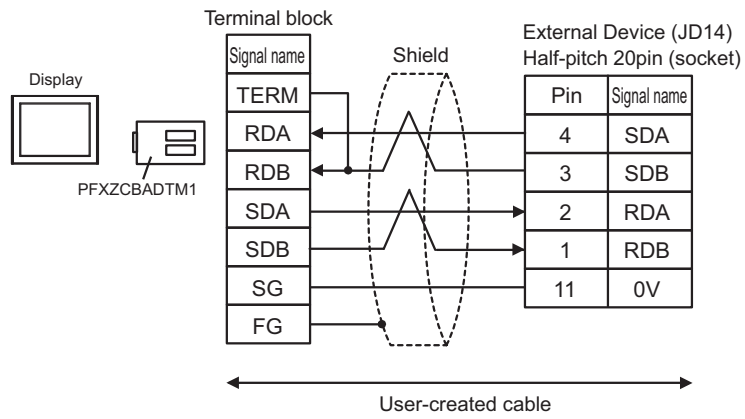 Terminal block
External Device (JD14)
Half-pitch 20pin (socket)
Display
PFXZCBADTM1
Shield
Signal name
TERM
RDA
RDB
SDA
SDB
SG
FG
Pin Signal name
4 SDA
3 SDB
2 RDA
1 RDB
11 0V
User-created cable